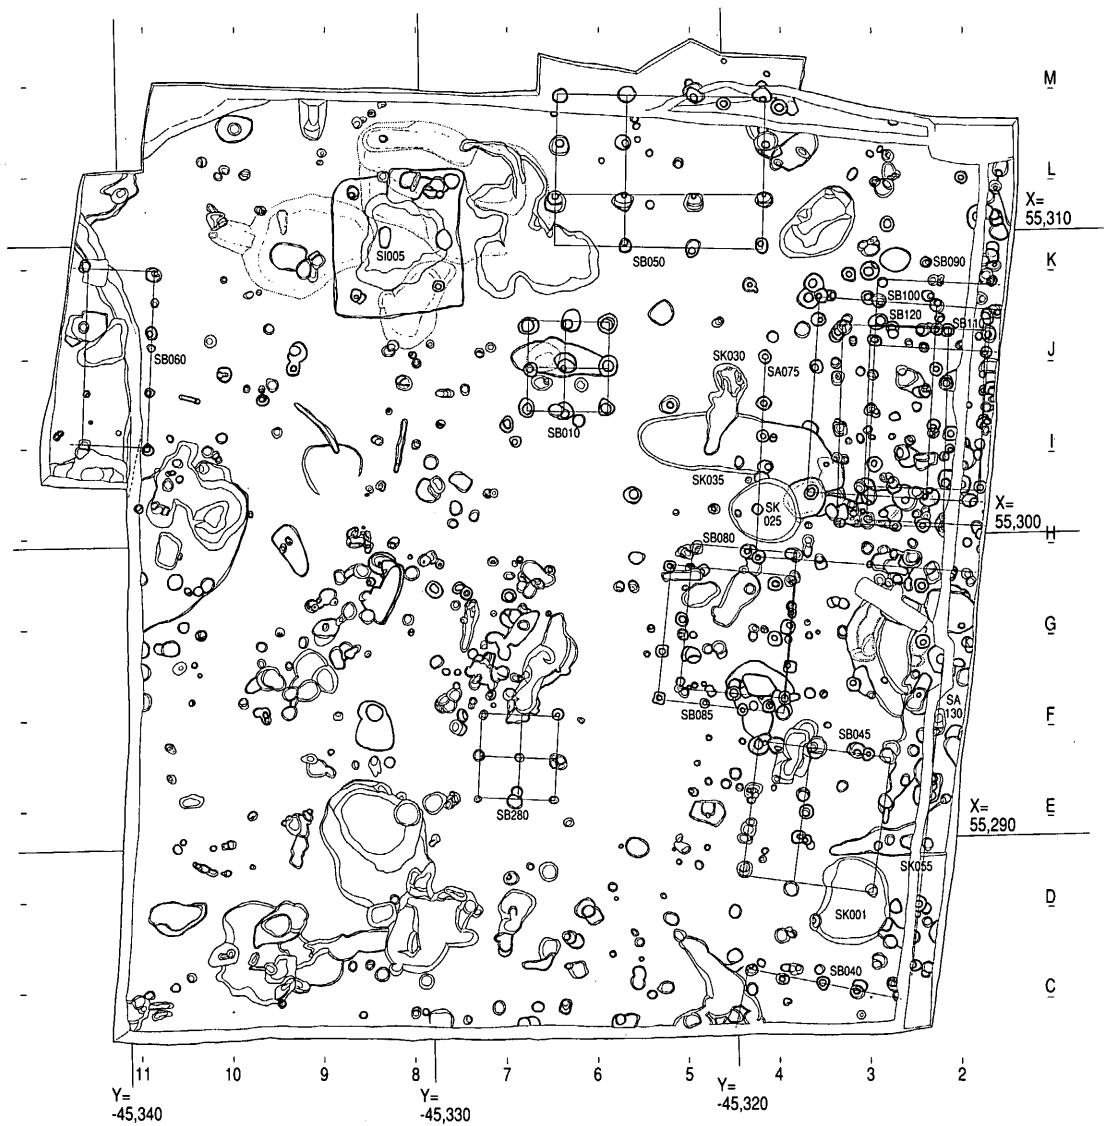 M
L
X=
55,310
K
SB090
SI005
SB050
SB100
SB120
SB110
SB060
J
SK030
SA075
SB010
I
SK035
X=
55,300
SK
025
H
SB080
G
SA
130
SB085
F
SB045
X=
55,290
E
SB280
SK055
D
SK001
SB040
C
11 10 9 8 7 6 5 4 3 2
Y=
-45,340
Y=
-45,330
Y=
-45,320